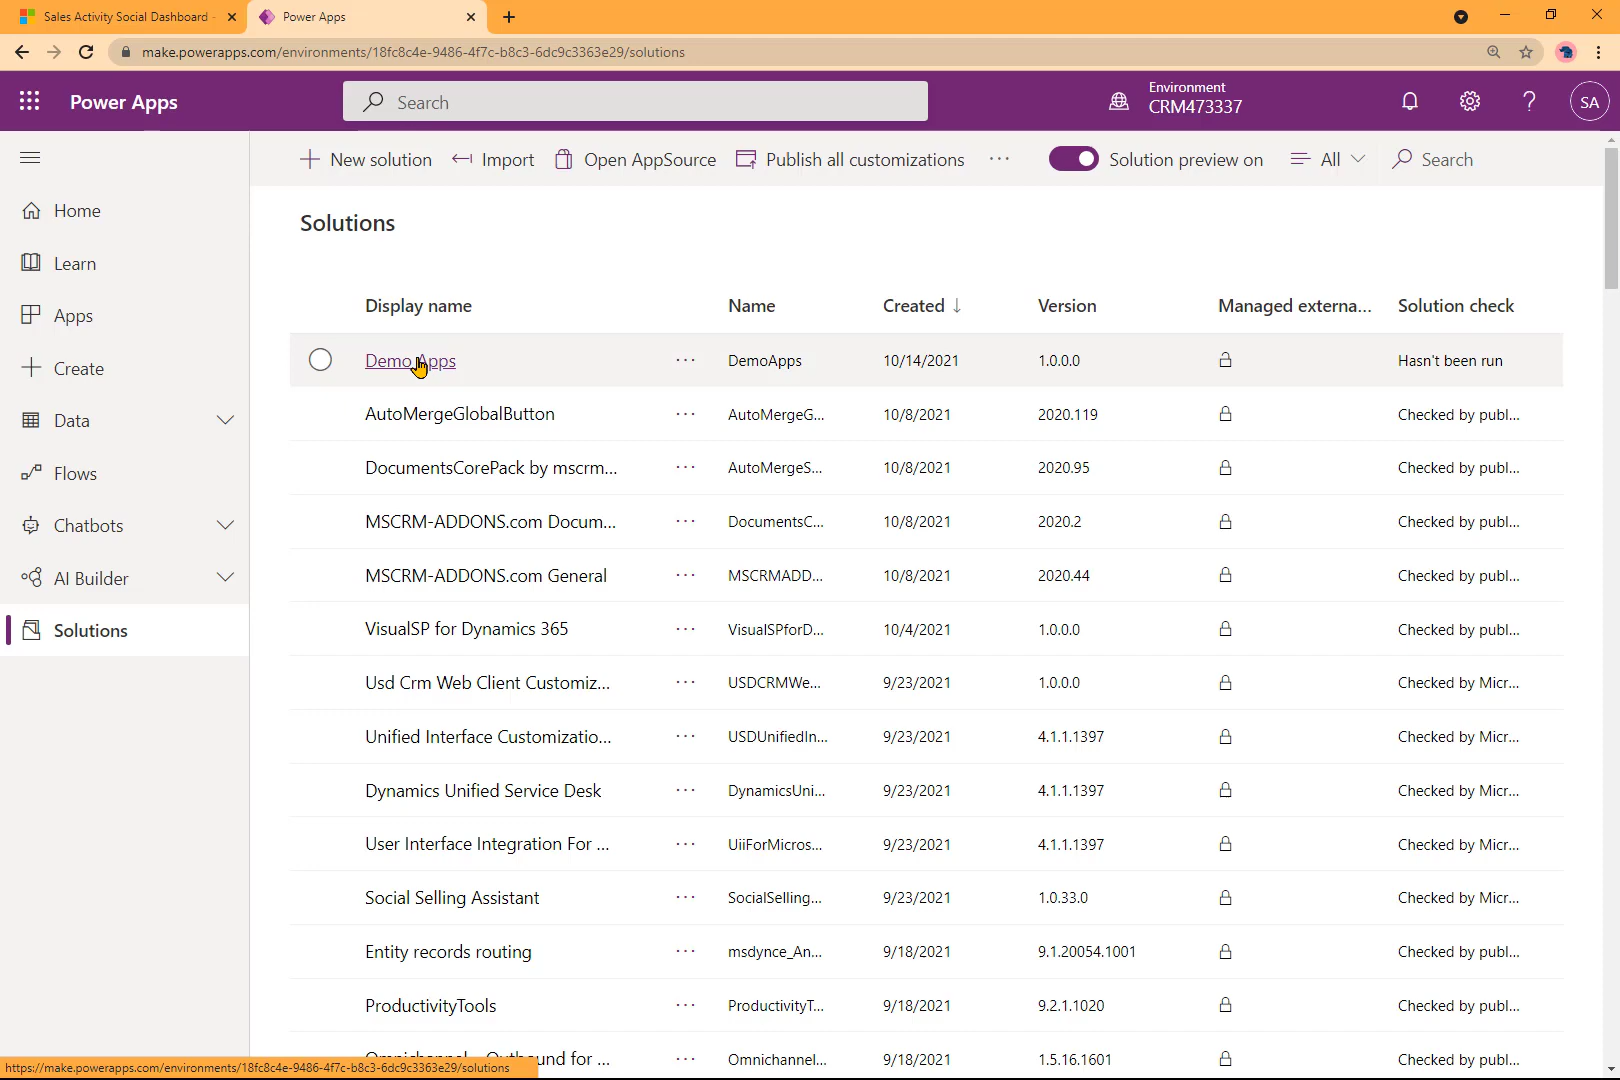 Sales Activity Social Dashboard -
Power Apps
make.powerapps.com/environments/18fc8c4e-9486-4f7c-b8c3-6dc9c3363e29/solutions
Power Apps
Search
Environment
CRM473337
SA
New solution
Import
Open AppSource
Publish all customizations
Solution preview on
All
Search
Home
Learn
Apps
Create
Data
Flows
Chatbots
AI Builder
Solutions
Solutions
Display name Name Created Version Managed externa... Solution check
Demo Apps DemoApps 10/14/2021 1.0.0.0 Hasn't been run
AutoMergeGlobalButton AutoMergeG... 10/8/2021 2020.119 Checked by publ...
DocumentsCorePack by mscrm... AutoMergeS... 10/8/2021 2020.95 Checked by publ...
MSCRM-ADDONS.com Docum... DocumentsC... 10/8/2021 2020.2 Checked by publ...
MSCRM-ADDONS.com General MSCRMADD... 10/8/2021 2020.44 Checked by publ...
VisualSP for Dynamics 365 VisualSPforD... 10/4/2021 1.0.0.0 Checked by publ...
Usd Crm Web Client Customiz... USDCRMWe... 9/23/2021 1.0.0.0 Checked by Micr...
Unified Interface Customizatio... USDUnifiedIn... 9/23/2021 4.1.1.1397 Checked by Micr...
Dynamics Unified Service Desk DynamicsUni... 9/23/2021 4.1.1.1397 Checked by Micr...
User Interface Integration For ... UiiForMicros... 9/23/2021 4.1.1.1397 Checked by Micr...
Social Selling Assistant SocialSelling... 9/23/2021 1.0.33.0 Checked by Micr...
Entity records routing msdynce_An... 9/18/2021 9.1.20054.1001 Checked by publ...
ProductivityTools ProductivityT... 9/18/2021 9.2.1.1020 Checked by publ...
Omnichannel - Outbound for ... Omnichannel... 9/18/2021 1.5.16.1601 Checked by publ...
https://make.powerapps.com/environments/18fc8c4e-9486-4f7c-b8c3-6dc9c3363e29/solutions